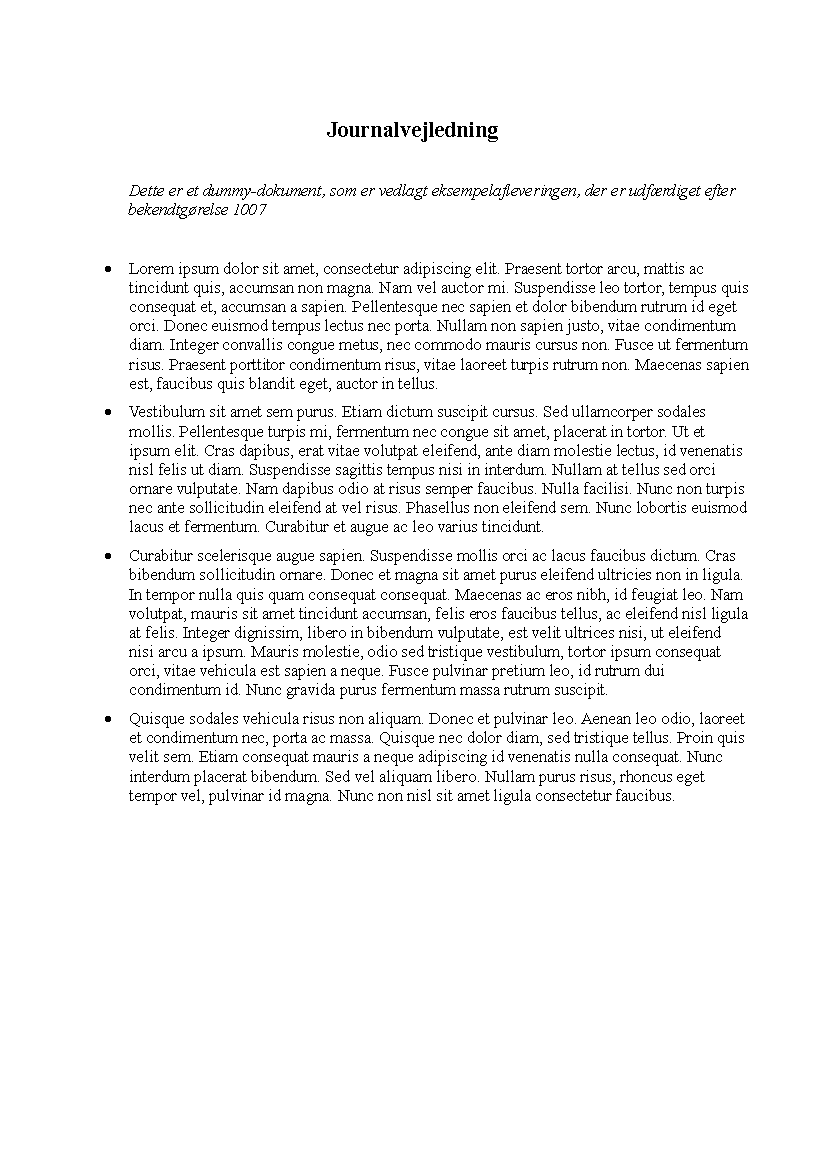 Journalvejledning
Dette er et dummy-dokument, som er vedlagt eksempelafleveringen, der er udfærdiget efter
bekendtgørelse 1007
• Lorem ipsum dolor sit amet, consectetur adipiscing elit. Praesent tortor arcu, mattis ac
tincidunt quis, accumsan non magna. Nam vel auctor mi. Suspendisse leo tortor, tempus quis
consequat et, accumsan a sapien. Pellentesque nec sapien et dolor bibendum rutrum id eget
orci. Donec euismod tempus lectus nec porta. Nullam non sapien justo, vitae condimentum
diam. Integer convallis congue metus, nec commodo mauris cursus non. Fusce ut fermentum
risus. Praesent porttitor condimentum risus, vitae laoreet turpis rutrum non. Maecenas sapien
est, faucibus quis blandit eget, auctor in tellus.
• Vestibulum sit amet sem purus. Etiam dictum suscipit cursus. Sed ullamcorper sodales
mollis. Pellentesque turpis mi, fermentum nec congue sit amet, placerat in tortor. Ut et
ipsum elit. Cras dapibus, erat vitae volutpat eleifend, ante diam molestie lectus, id venenatis
nisl felis ut diam. Suspendisse sagittis tempus nisi in interdum. Nullam at tellus sed orci
ornare vulputate. Nam dapibus odio at risus semper faucibus. Nulla facilisi. Nunc non turpis
nec ante sollicitudin eleifend at vel risus. Phasellus non eleifend sem. Nunc lobortis euismod
lacus et fermentum. Curabitur et augue ac leo varius tincidunt.
• Curabitur scelerisque augue sapien. Suspendisse mollis orci ac lacus faucibus dictum. Cras
bibendum sollicitudin ornare. Donec et magna sit amet purus eleifend ultricies non in ligula.
In tempor nulla quis quam consequat consequat. Maecenas ac eros nibh, id feugiat leo. Nam
volutpat, mauris sit amet tincidunt accumsan, felis eros faucibus tellus, ac eleifend nisl ligula
at felis. Integer dignissim, libero in bibendum vulputate, est velit ultrices nisi, ut eleifend
nisi arcu a ipsum. Mauris molestie, odio sed tristique vestibulum, tortor ipsum consequat
orci, vitae vehicula est sapien a neque. Fusce pulvinar pretium leo, id rutrum dui
condimentum id. Nunc gravida purus fermentum massa rutrum suscipit.
• Quisque sodales vehicula risus non aliquam. Donec et pulvinar leo. Aenean leo odio, laoreet
et condimentum nec, porta ac massa. Quisque nec dolor diam, sed tristique tellus. Proin quis
velit sem. Etiam consequat mauris a neque adipiscing id venenatis nulla consequat. Nunc
interdum placerat bibendum. Sed vel aliquam libero. Nullam purus risus, rhoncus eget
tempor vel, pulvinar id magna. Nunc non nisl sit amet ligula consectetur faucibus.